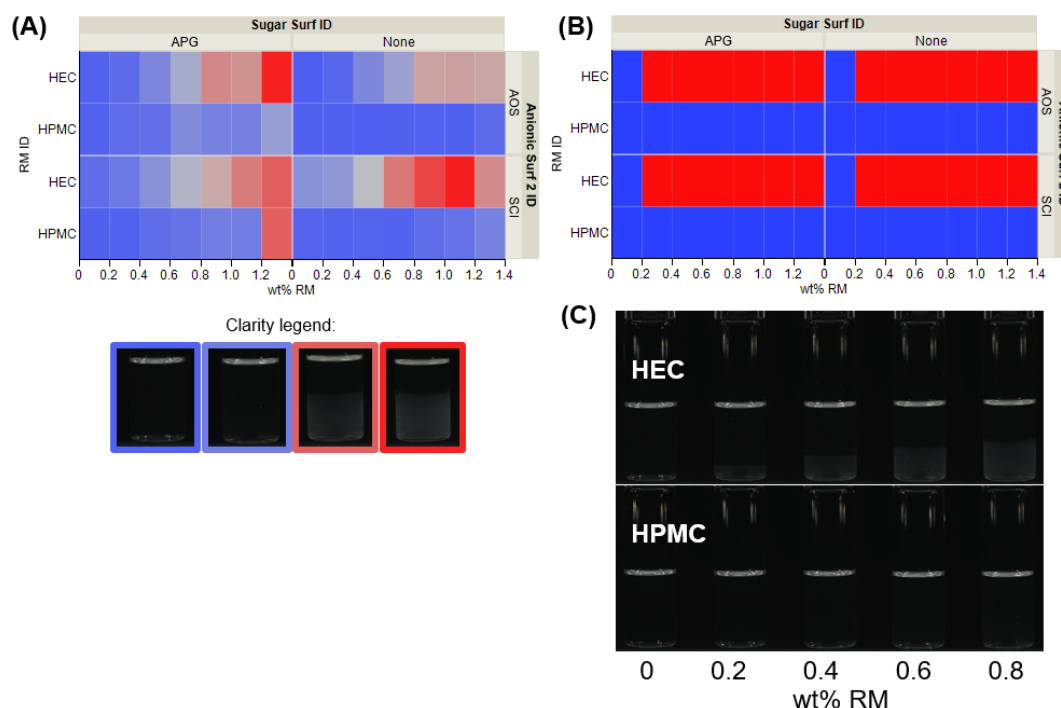 (A)
Sugar Surf ID
APG None
RM ID
HEC
HPMC
HEC
HPMC
AOS
SCI
Anionic Surf 2 ID
0 0.2 0.4 0.6 0.8 1.0 1.2 0 0.2 0.4 0.6 0.8 1.0 1.2 1.4
wt% RM
Clarity legend:
(B)
Sugar Surf ID
APG None
RM ID
HEC
HPMC
HEC
HPMC
AOS
SCI
0 0.2 0.4 0.6 0.8 1.0 1.2 0 0.2 0.4 0.6 0.8 1.0 1.2 1.4
wt% RM
(C)
HEC
HPMC
0 0.2 0.4 0.6 0.8
wt% RM